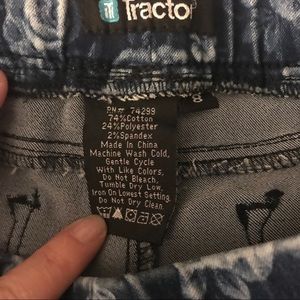 Tractor
8
RN# 74299
74%Cotton
24%Polyester
2%Spandex
Made In China
Machine Wash Cold,
Gentle Cycle
With Like Colors,
Do Not Bleach,
Tumble Dry Low,
Iron On Lowest Setting.
Do Not Dry Clean.